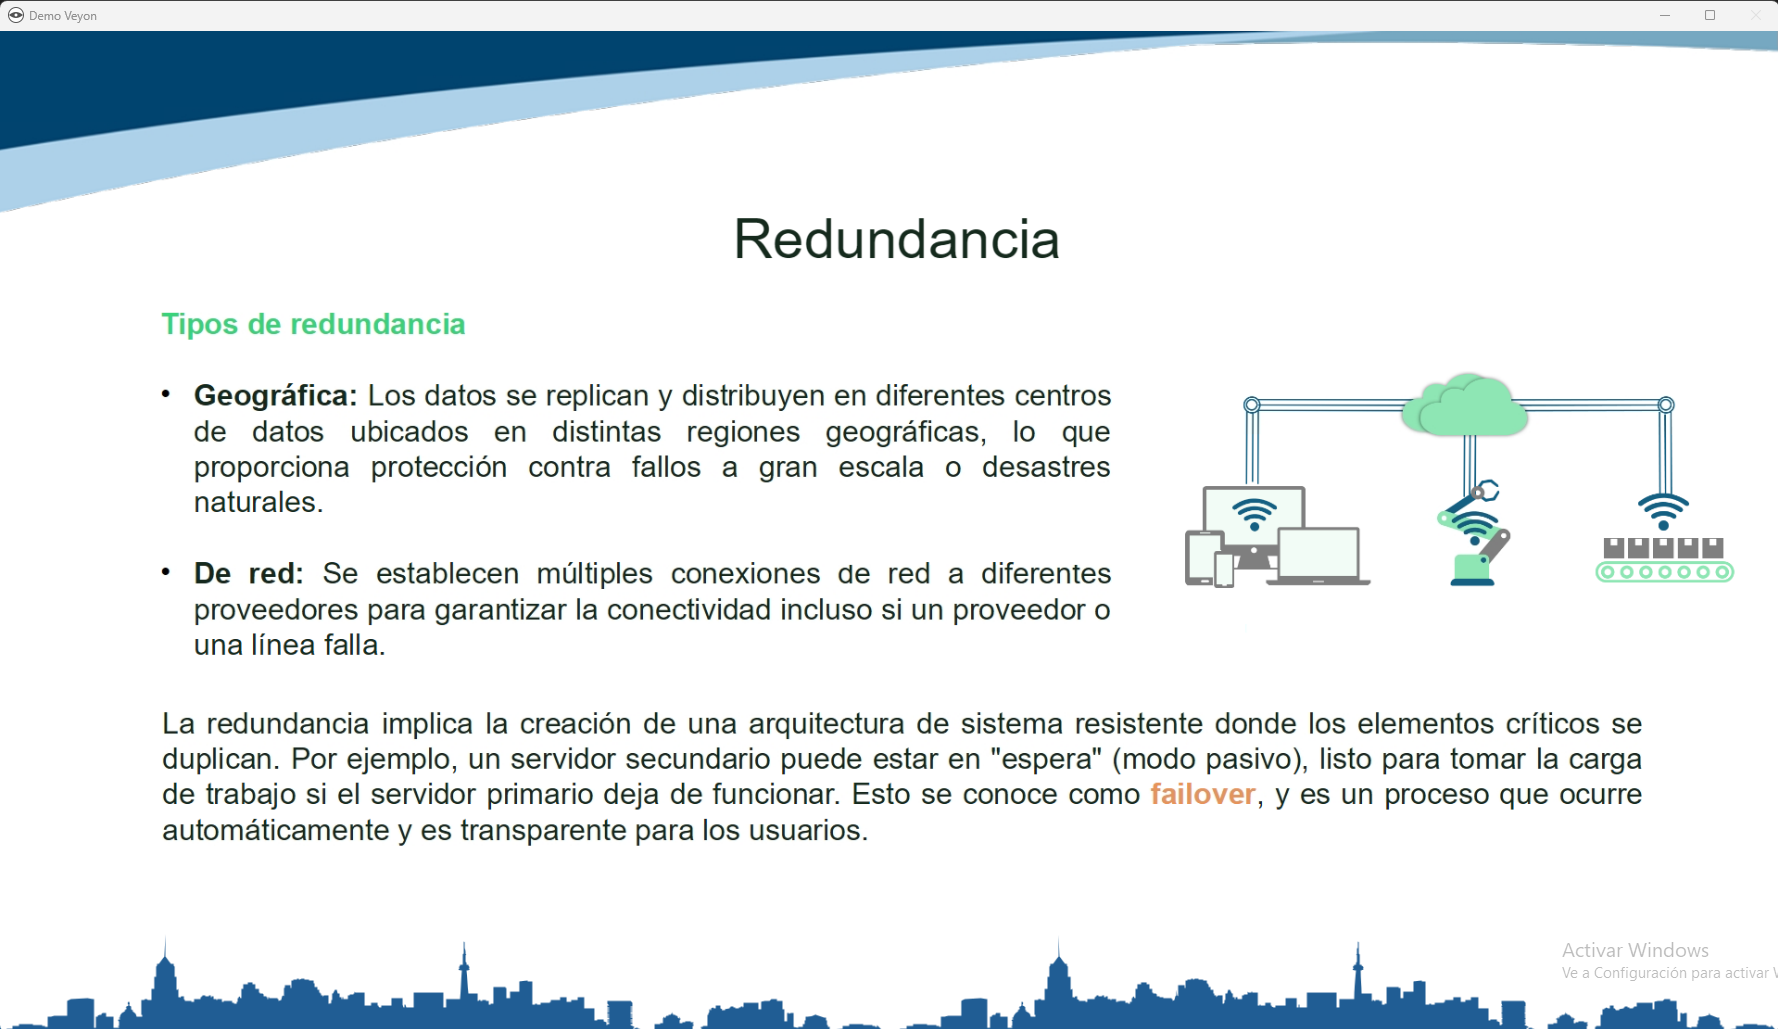 Demo Veyon
Redundancia
Tipos de redundancia
• Geográfica: Los datos se replican y distribuyen en diferentes centros
de datos ubicados en distintas regiones geográficas, lo que
proporciona protección contra fallos a gran escala o desastres
naturales.
• De red: Se establecen múltiples conexiones de red a diferentes
proveedores para garantizar la conectividad incluso si un proveedor o
una línea falla.
La redundancia implica la creación de una arquitectura de sistema resistente donde los elementos críticos se
duplican. Por ejemplo, un servidor secundario puede estar en "espera" (modo pasivo), listo para tomar la carga
de trabajo si el servidor primario deja de funcionar. Esto se conoce como failover, y es un proceso que ocurre
automáticamente y es transparente para los usuarios.
Activar Windows
Ve a Configuración para activar